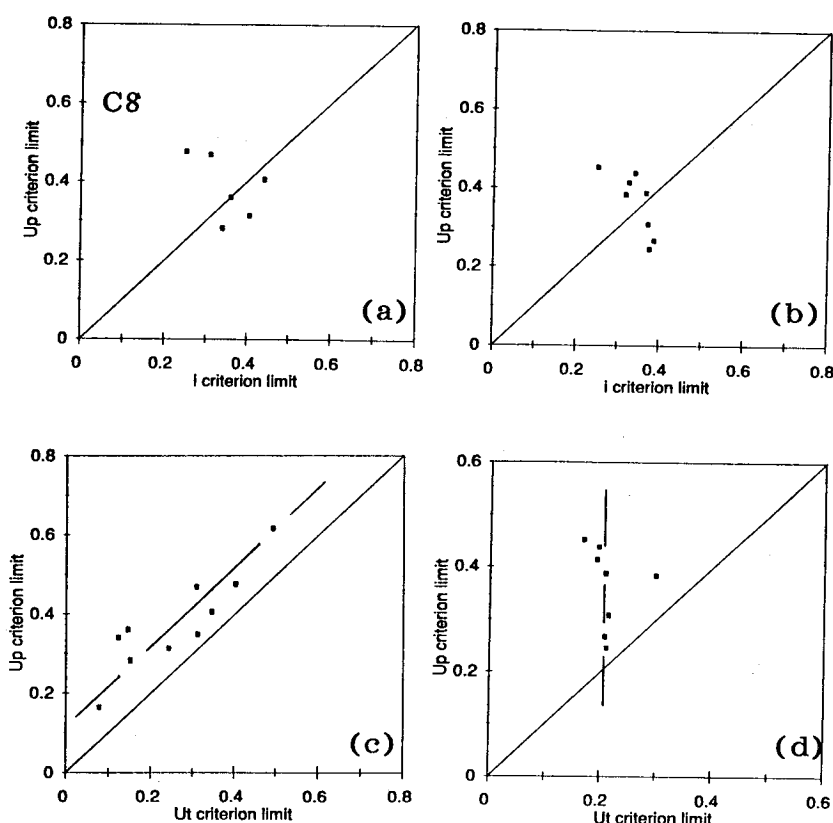 0.8
0.6
0.4
0.2
0
C8
(a)
0 0.2 0.4 0.6 0.8
Up criterion limit
I criterion limit
0.8
0.6
0.4
0.2
0
(b)
0 0.2 0.4 0.6 0.8
Up criterion limit
i criterion limit
0.8
0.6
0.4
0.2
0
(c)
0 0.2 0.4 0.6 0.8
Up criterion limit
Ut criterion limit
0.6
0.4
0.2
0
(d)
0 0.2 0.4 0.6
Up criterion limit
Ut criterion limit